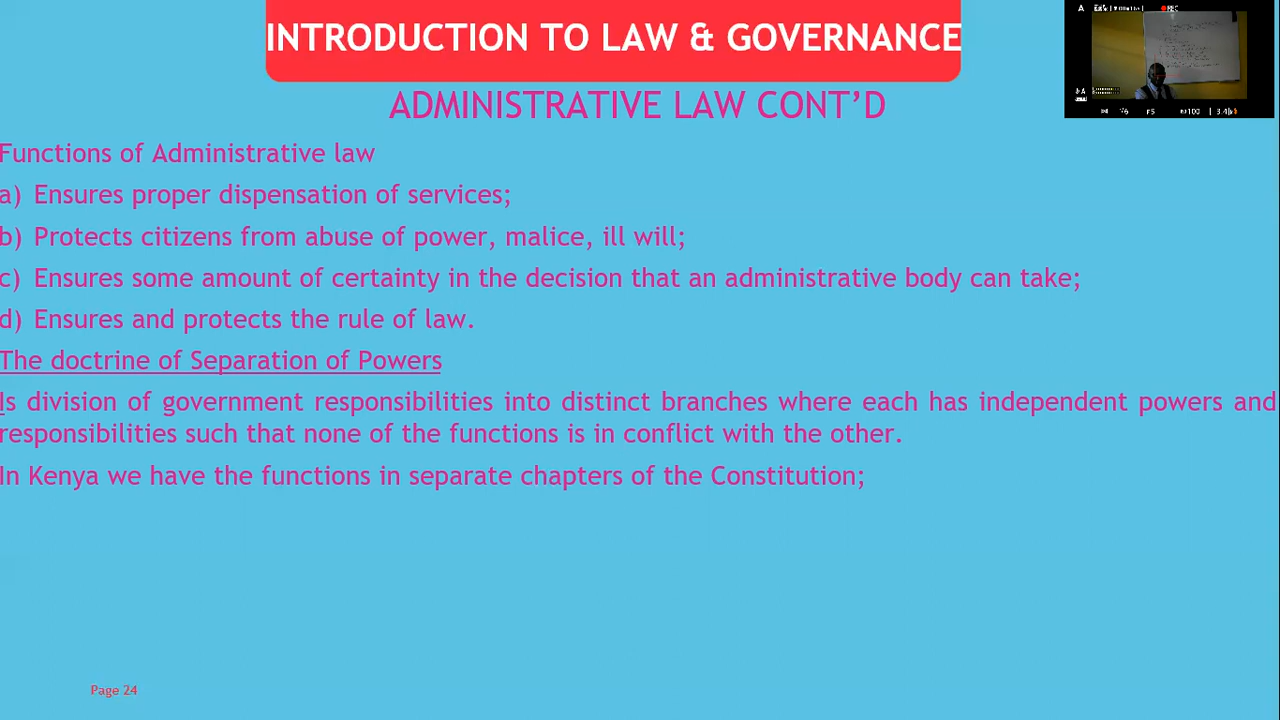 INTRODUCTION TO LAW & GOVERNANCE
ADMINISTRATIVE LAW CONT’D
Functions of Administrative law
a) Ensures proper dispensation of services;
b) Protects citizens from abuse of power, malice, ill will;
c) Ensures some amount of certainty in the decision that an administrative body can take;
d) Ensures and protects the rule of law.
The doctrine of Separation of Powers
Is division of government responsibilities into distinct branches where each has independent powers and
responsibilities such that none of the functions is in conflict with the other.
In Kenya we have the functions in separate chapters of the Constitution;
Page 24
A
REC